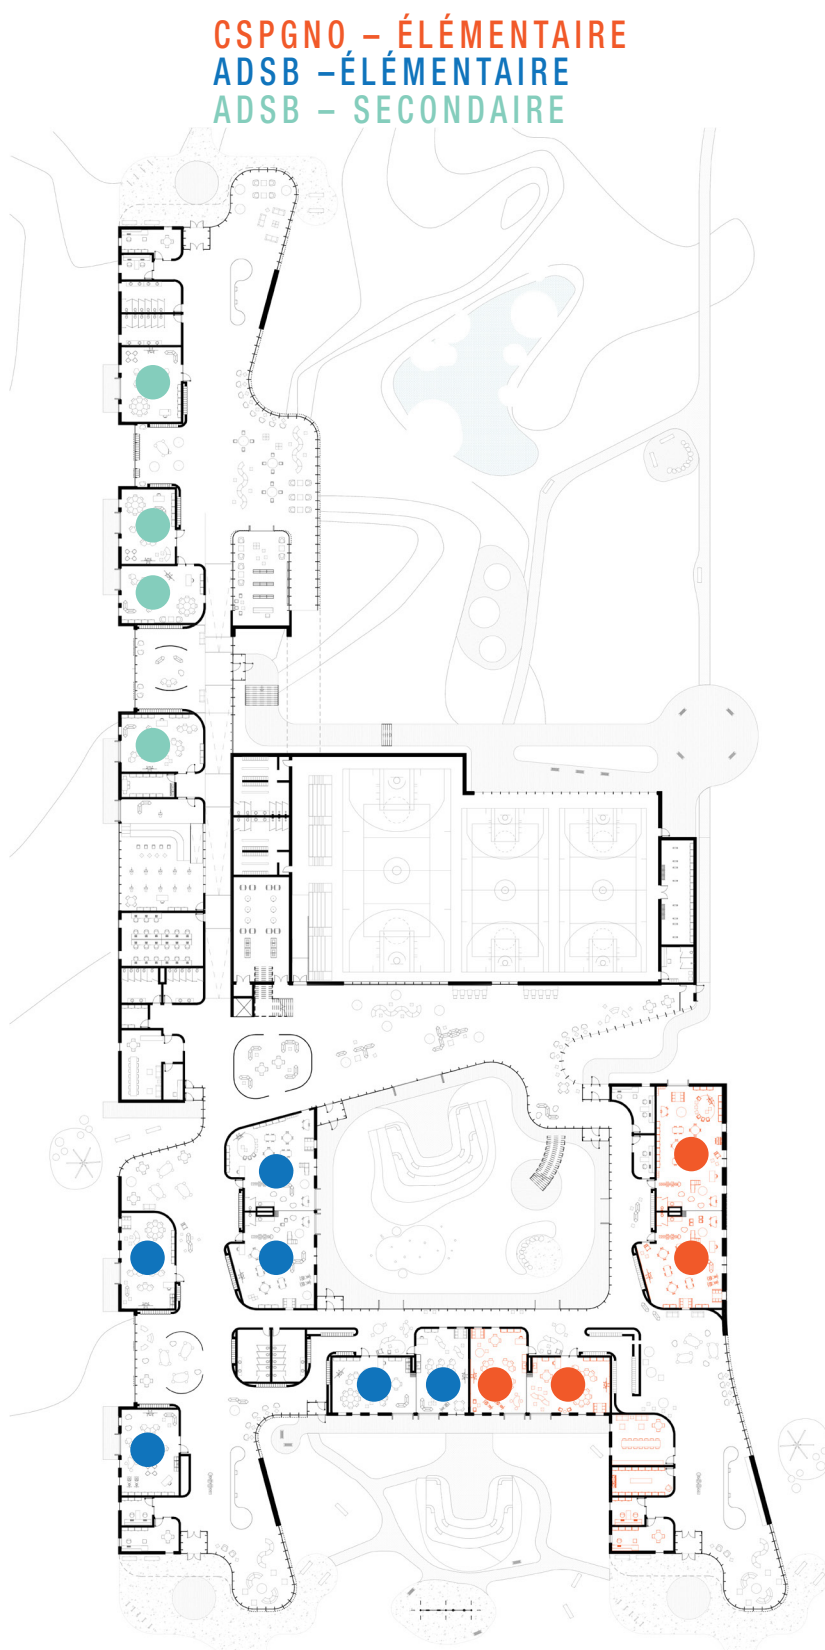 CSPGNO – ÉLÉMENTAIRE
ADSB –ÉLÉMENTAIRE
ADSB – SECONDAIRE